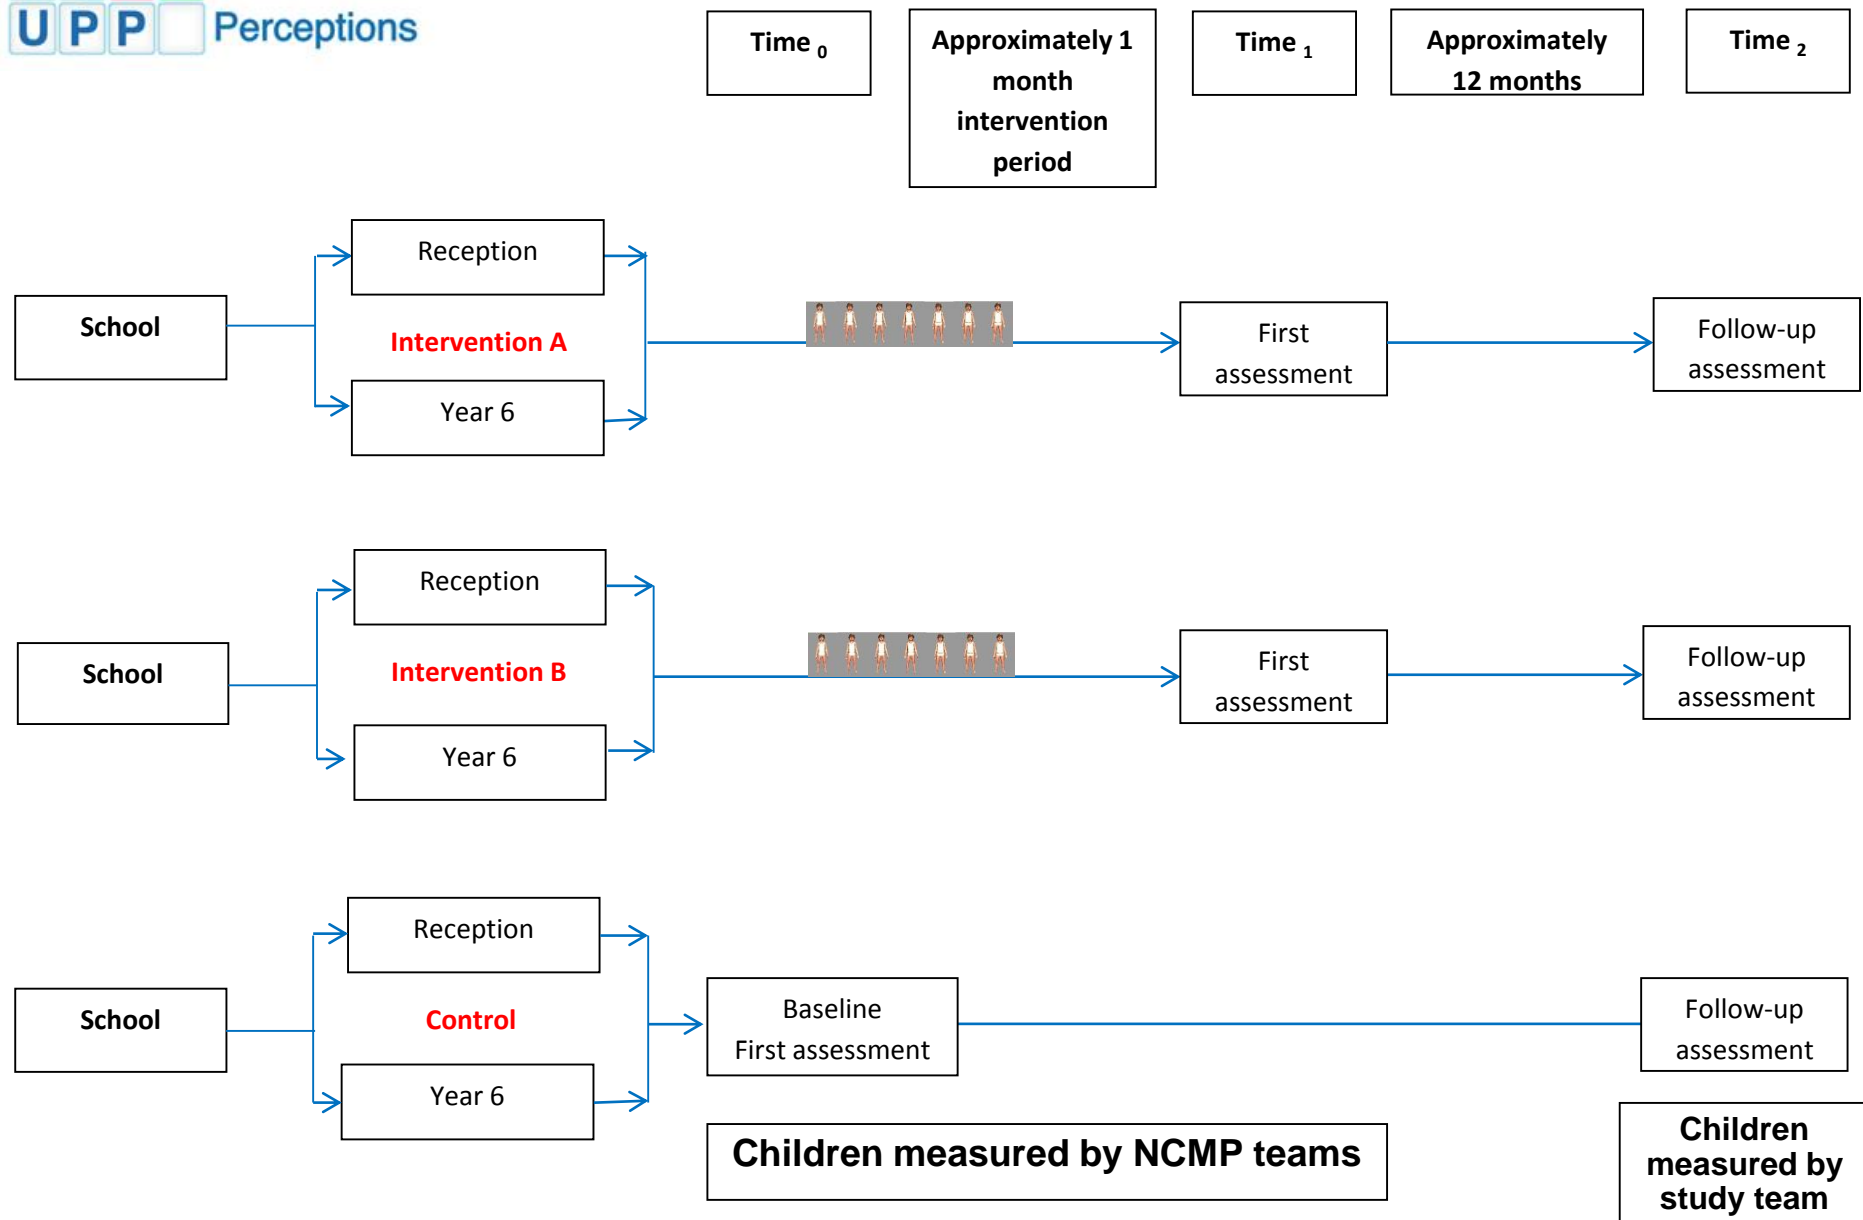 UPP Perceptions
Time 0
Approximately 1
month
intervention
period
Time 1
Approximately
12 months
Time 2
School
Reception
Intervention A
Year 6
First
assessment
Follow-up
assessment
School
Reception
Intervention B
Year 6
First
assessment
Follow-up
assessment
School
Reception
Control
Year 6
Baseline
First assessment
Follow-up
assessment
Children measured by NCMP teams
Children
measured by
study team